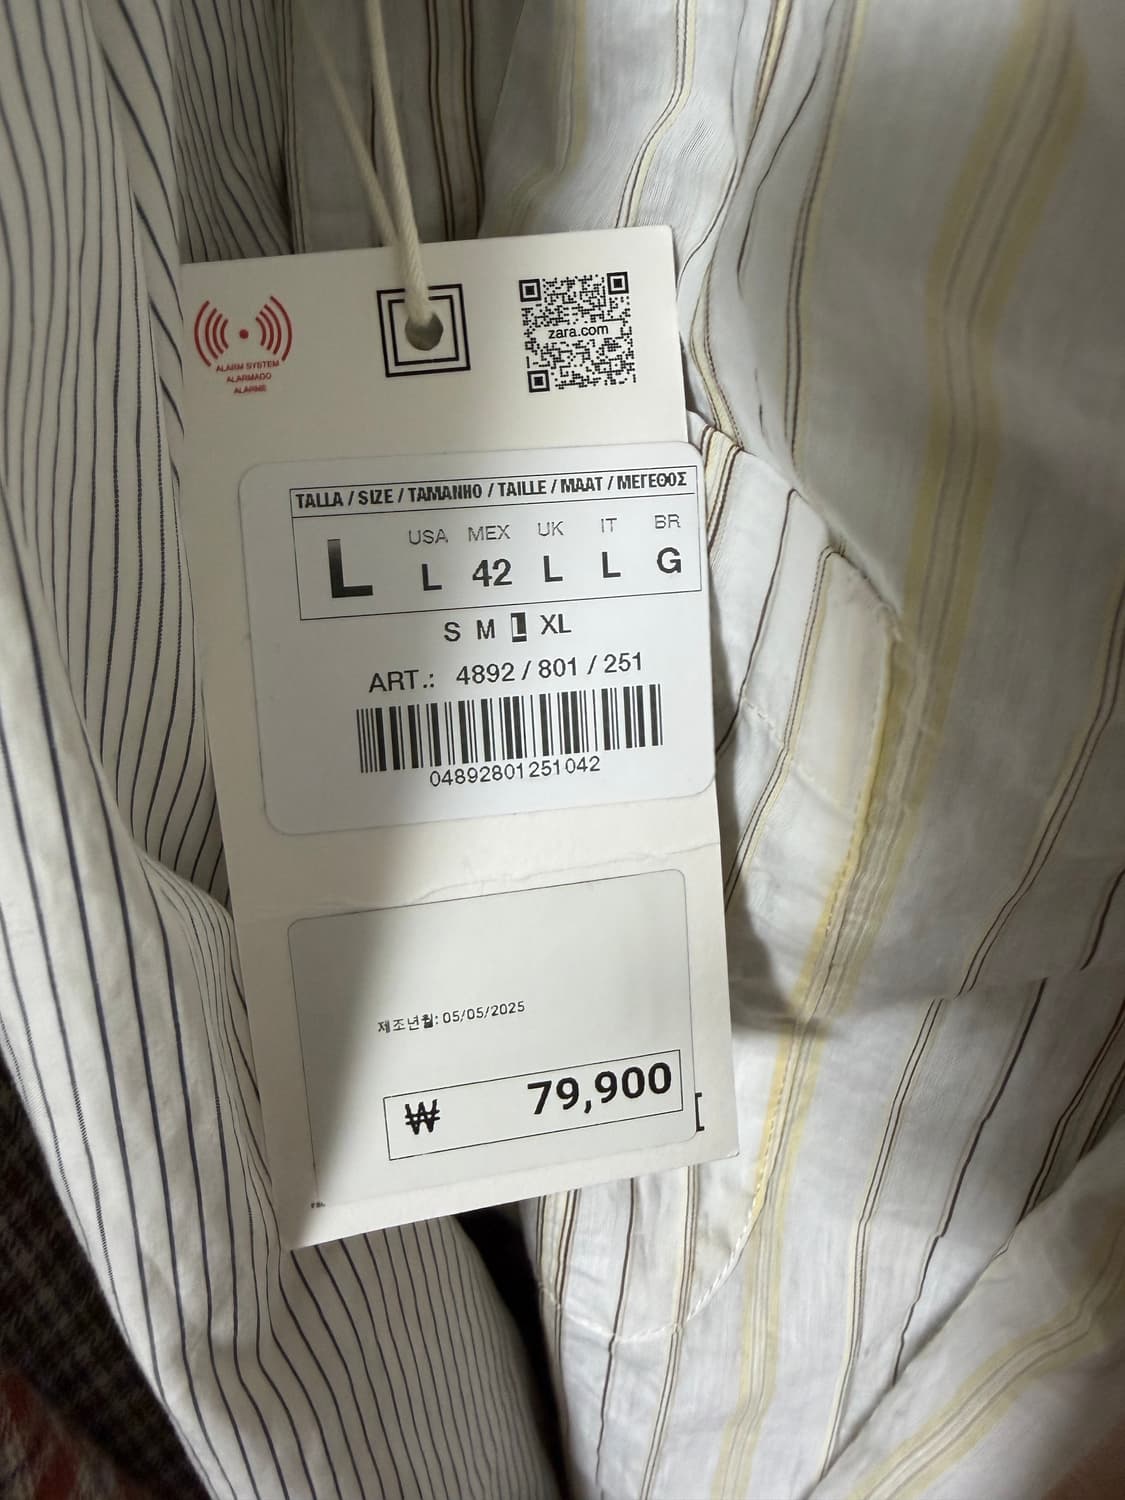 zara.com
ALARM SYSTEM
ALARMADO
ALARME
TALLA / SIZE / TAMANHO / TAILLE / MAAT / ΜΕΓΕΘΟΣ
USA MEX UK IT BR
L L 42 L L G
S M L XL
ART.: 4892 / 801 / 251
04892801251042
제조년월: 05/05/2025
₩ 79,900